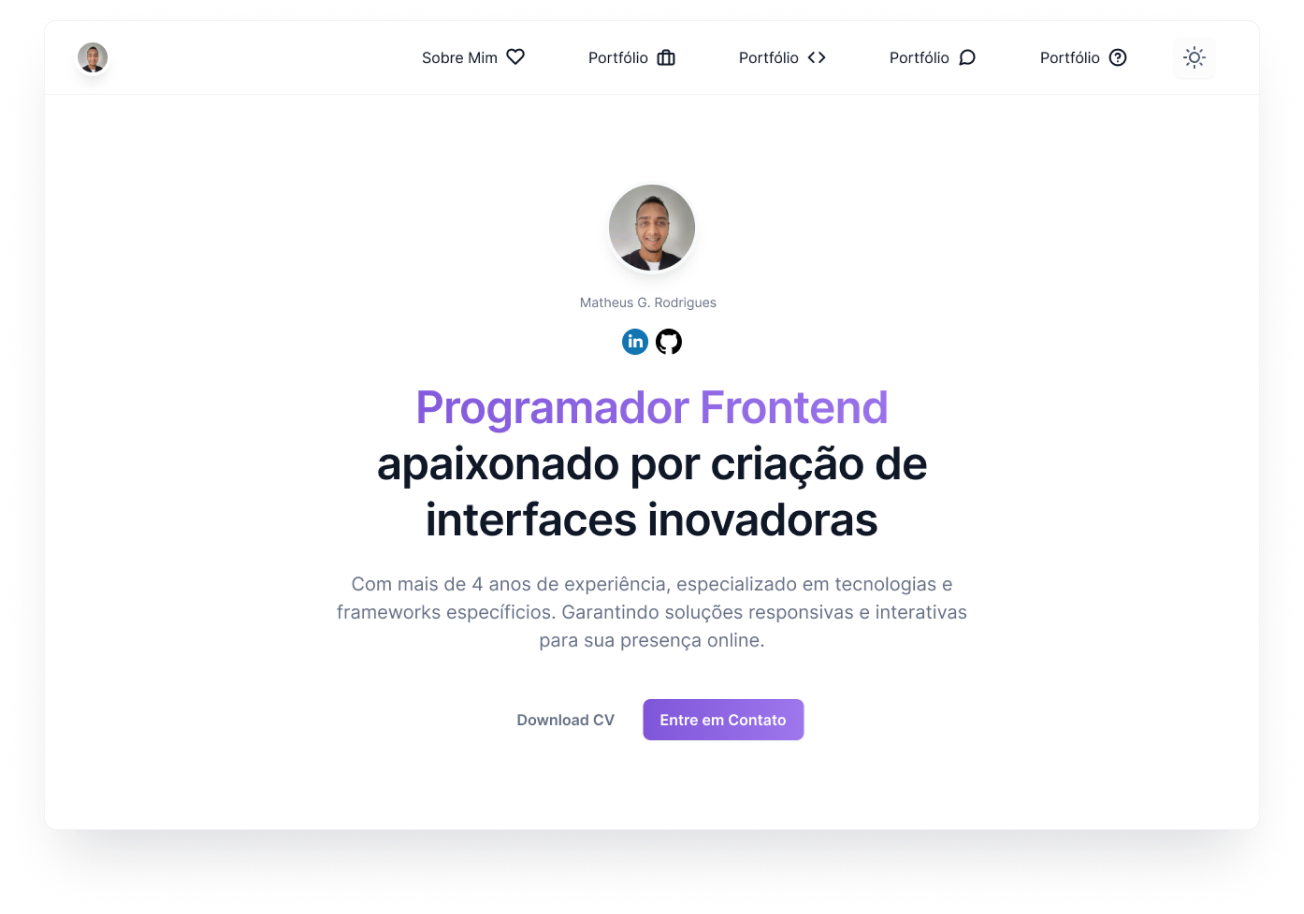 Sobre Mim
Portfólio
Portfólio
Portfólio
Portfólio
Matheus G. Rodrigues
in
Programador Frontend
apaixonado por criação de
interfaces inovadoras
Com mais de 4 anos de experiência, especializado em tecnologias e
frameworks específicios. Garantindo soluções responsivas e interativas
para sua presença online.
Download CV
Entre em Contato